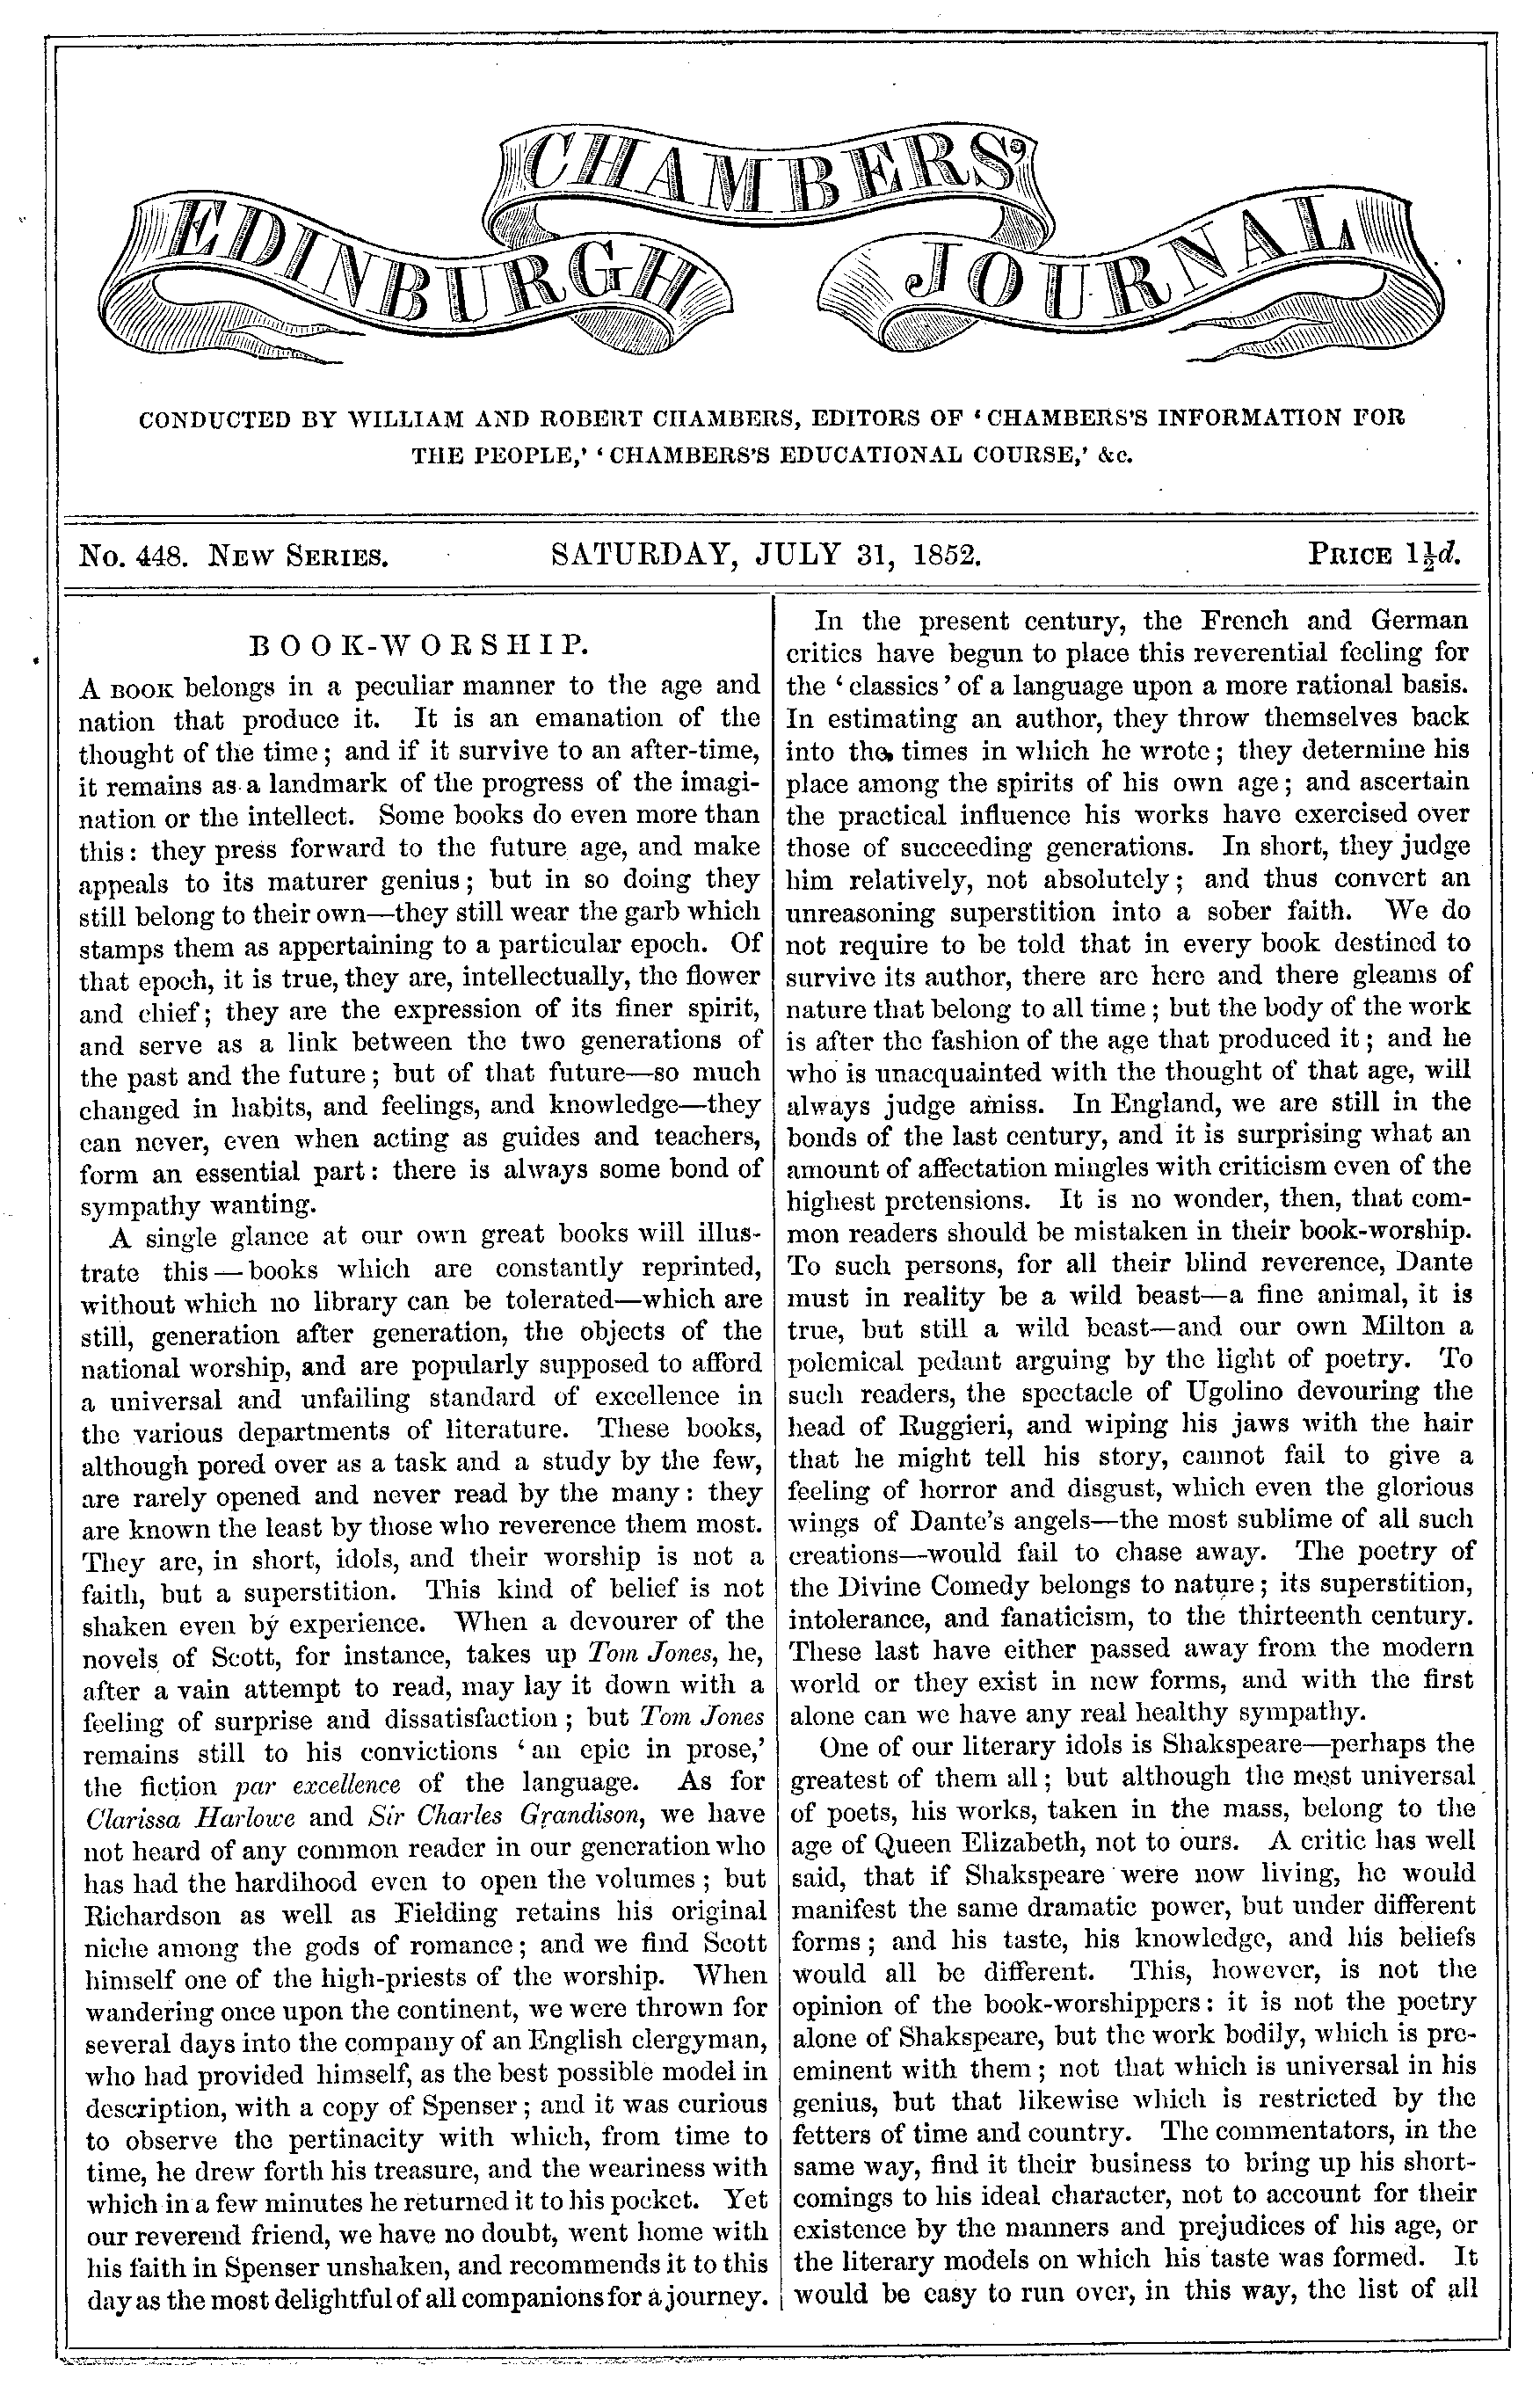 CHAMBERS'
EDINBURGH JOURNAL
CONDUCTED BY WILLIAM AND ROBERT CHAMBERS, EDITORS OF ‘CHAMBERS'S INFORMATION FOR
THE PEOPLE,’ ‘CHAMBERS'S EDUCATIONAL COURSE,’ &c.
No. 448. NEW SERIES. SATURDAY, JULY 31, 1852. PRICE 1½d.
BOOK-WORSHIP.
A BOOK belongs in a peculiar manner to the age and
nation that produce it. It is an emanation of the
thought of the time; and if it survive to an after-time,
it remains as a landmark of the progress of the imagi-
nation or the intellect. Some books do even more than
this: they press forward to the future age, and make
appeals to its maturer genius; but in so doing they
still belong to their own—they still wear the garb which
stamps them as appertaining to a particular epoch. Of
that epoch, it is true, they are, intellectually, the flower
and chief; they are the expression of its finer spirit,
and serve as a link between the two generations of
the past and the future; but of that future—so much
changed in habits, and feelings, and knowledge—they
can never, even when acting as guides and teachers,
form an essential part: there is always some bond of
sympathy wanting.
A single glance at our own great books will illus-
trate this—books which are constantly reprinted,
without which no library can be tolerated—which are
still, generation after generation, the objects of the
national worship, and are popularly supposed to afford
a universal and unfailing standard of excellence in
the various departments of literature. These books,
although pored over as a task and a study by the few,
are rarely opened and never read by the many: they
are known the least by those who reverence them most.
They are, in short, idols, and their worship is not a
faith, but a superstition. This kind of belief is not
shaken even by experience. When a devourer of the
novels of Scott, for instance, takes up Tom Jones, he,
after a vain attempt to read, may lay it down with a
feeling of surprise and dissatisfaction; but Tom Jones
remains still to his convictions ‘an epic in prose,’
the fiction par excellence of the language. As for
Clarissa Harlowe and Sir Charles Grandison, we have
not heard of any common reader in our generation who
has had the hardihood even to open the volumes; but
Richardson as well as Fielding retains his original
niche among the gods of romance; and we find Scott
himself one of the high-priests of the worship. When
wandering once upon the continent, we were thrown for
several days into the company of an English clergyman,
who had provided himself, as the best possible model in
description, with a copy of Spenser; and it was curious
to observe the pertinacity with which, from time to
time, he drew forth his treasure, and the weariness with
which in a few minutes he returned it to his pocket. Yet
our reverend friend, we have no doubt, went home with
his faith in Spenser unshaken, and recommends it to this
day as the most delightful of all companions for a journey.
In the present century, the French and German
critics have begun to place this reverential feeling for
the ‘classics’ of a language upon a more rational basis.
In estimating an author, they throw themselves back
into the times in which he wrote; they determine his
place among the spirits of his own age; and ascertain
the practical influence his works have exercised over
those of succeeding generations. In short, they judge
him relatively, not absolutely; and thus convert an
unreasoning superstition into a sober faith. We do
not require to be told that in every book destined to
survive its author, there are here and there gleams of
nature that belong to all time; but the body of the work
is after the fashion of the age that produced it; and he
who is unacquainted with the thought of that age, will
always judge amiss. In England, we are still in the
bonds of the last century, and it is surprising what an
amount of affectation mingles with criticism even of the
highest pretensions. It is no wonder, then, that com-
mon readers should be mistaken in their book-worship.
To such persons, for all their blind reverence, Dante
must in reality be a wild beast—a fine animal, it is
true, but still a wild beast—and our own Milton a
polemical pedant arguing by the light of poetry. To
such readers, the spectacle of Ugolino devouring the
head of Ruggieri, and wiping his jaws with the hair
that he might tell his story, cannot fail to give a
feeling of horror and disgust, which even the glorious
wings of Dante's angels—the most sublime of all such
creations—would fail to chase away. The poetry of
the Divine Comedy belongs to nature; its superstition,
intolerance, and fanaticism, to the thirteenth century.
These last have either passed away from the modern
world or they exist in new forms, and with the first
alone can we have any real healthy sympathy.
One of our literary idols is Shakspeare—perhaps the
greatest of them all; but although the most universal
of poets, his works, taken in the mass, belong to the
age of Queen Elizabeth, not to ours. A critic has well
said, that if Shakspeare were now living, he would
manifest the same dramatic power, but under different
forms; and his taste, his knowledge, and his beliefs
would all be different. This, however, is not the
opinion of the book-worshippers: it is not the poetry
alone of Shakspeare, but the work bodily, which is pre-
eminent with them; not that which is universal in his
genius, but that likewise which is restricted by the
fetters of time and country. The commentators, in the
same way, find it their business to bring up his short-
comings to his ideal character, not to account for their
existence by the manners and prejudices of his age, or
the literary models on which his taste was formed. It
would be easy to run over, in this way, the list of all